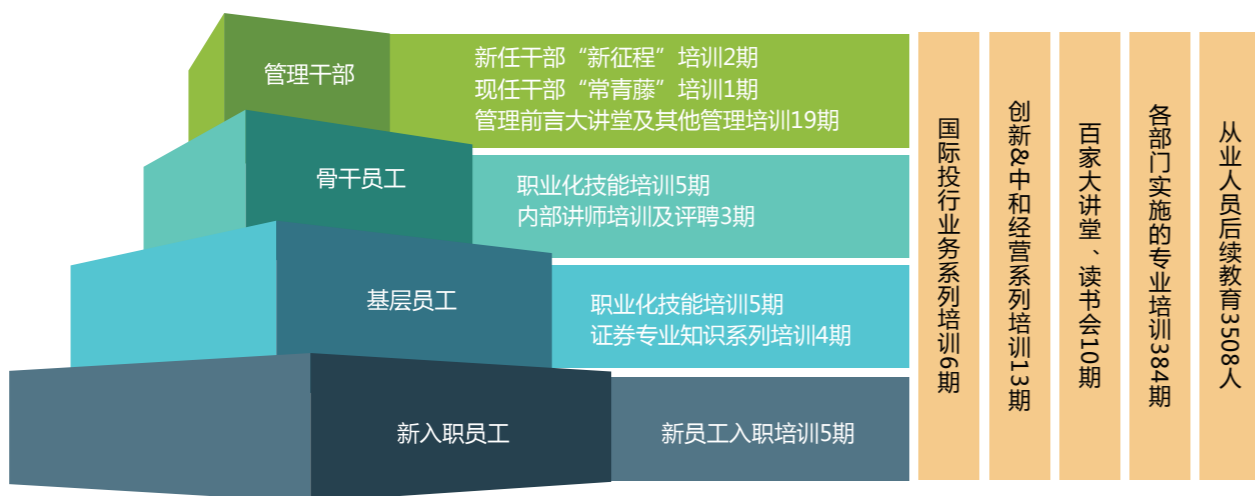 管理干部
新任干部“新征程”培训2期
现任干部“常青藤”培训1期
管理前言大讲堂及其他管理培训19期
骨干员工
职业化技能培训5期
内部讲师培训及评聘3期
基层员工
职业化技能培训5期
证券专业知识系列培训4期
新入职员工
新员工入职培训5期
国际投行业务系列培训6期
创新&中和经营系列培训13期
百家大讲堂、读书会10期
各部门实施的专业培训384期
从业人员后续教育3508人